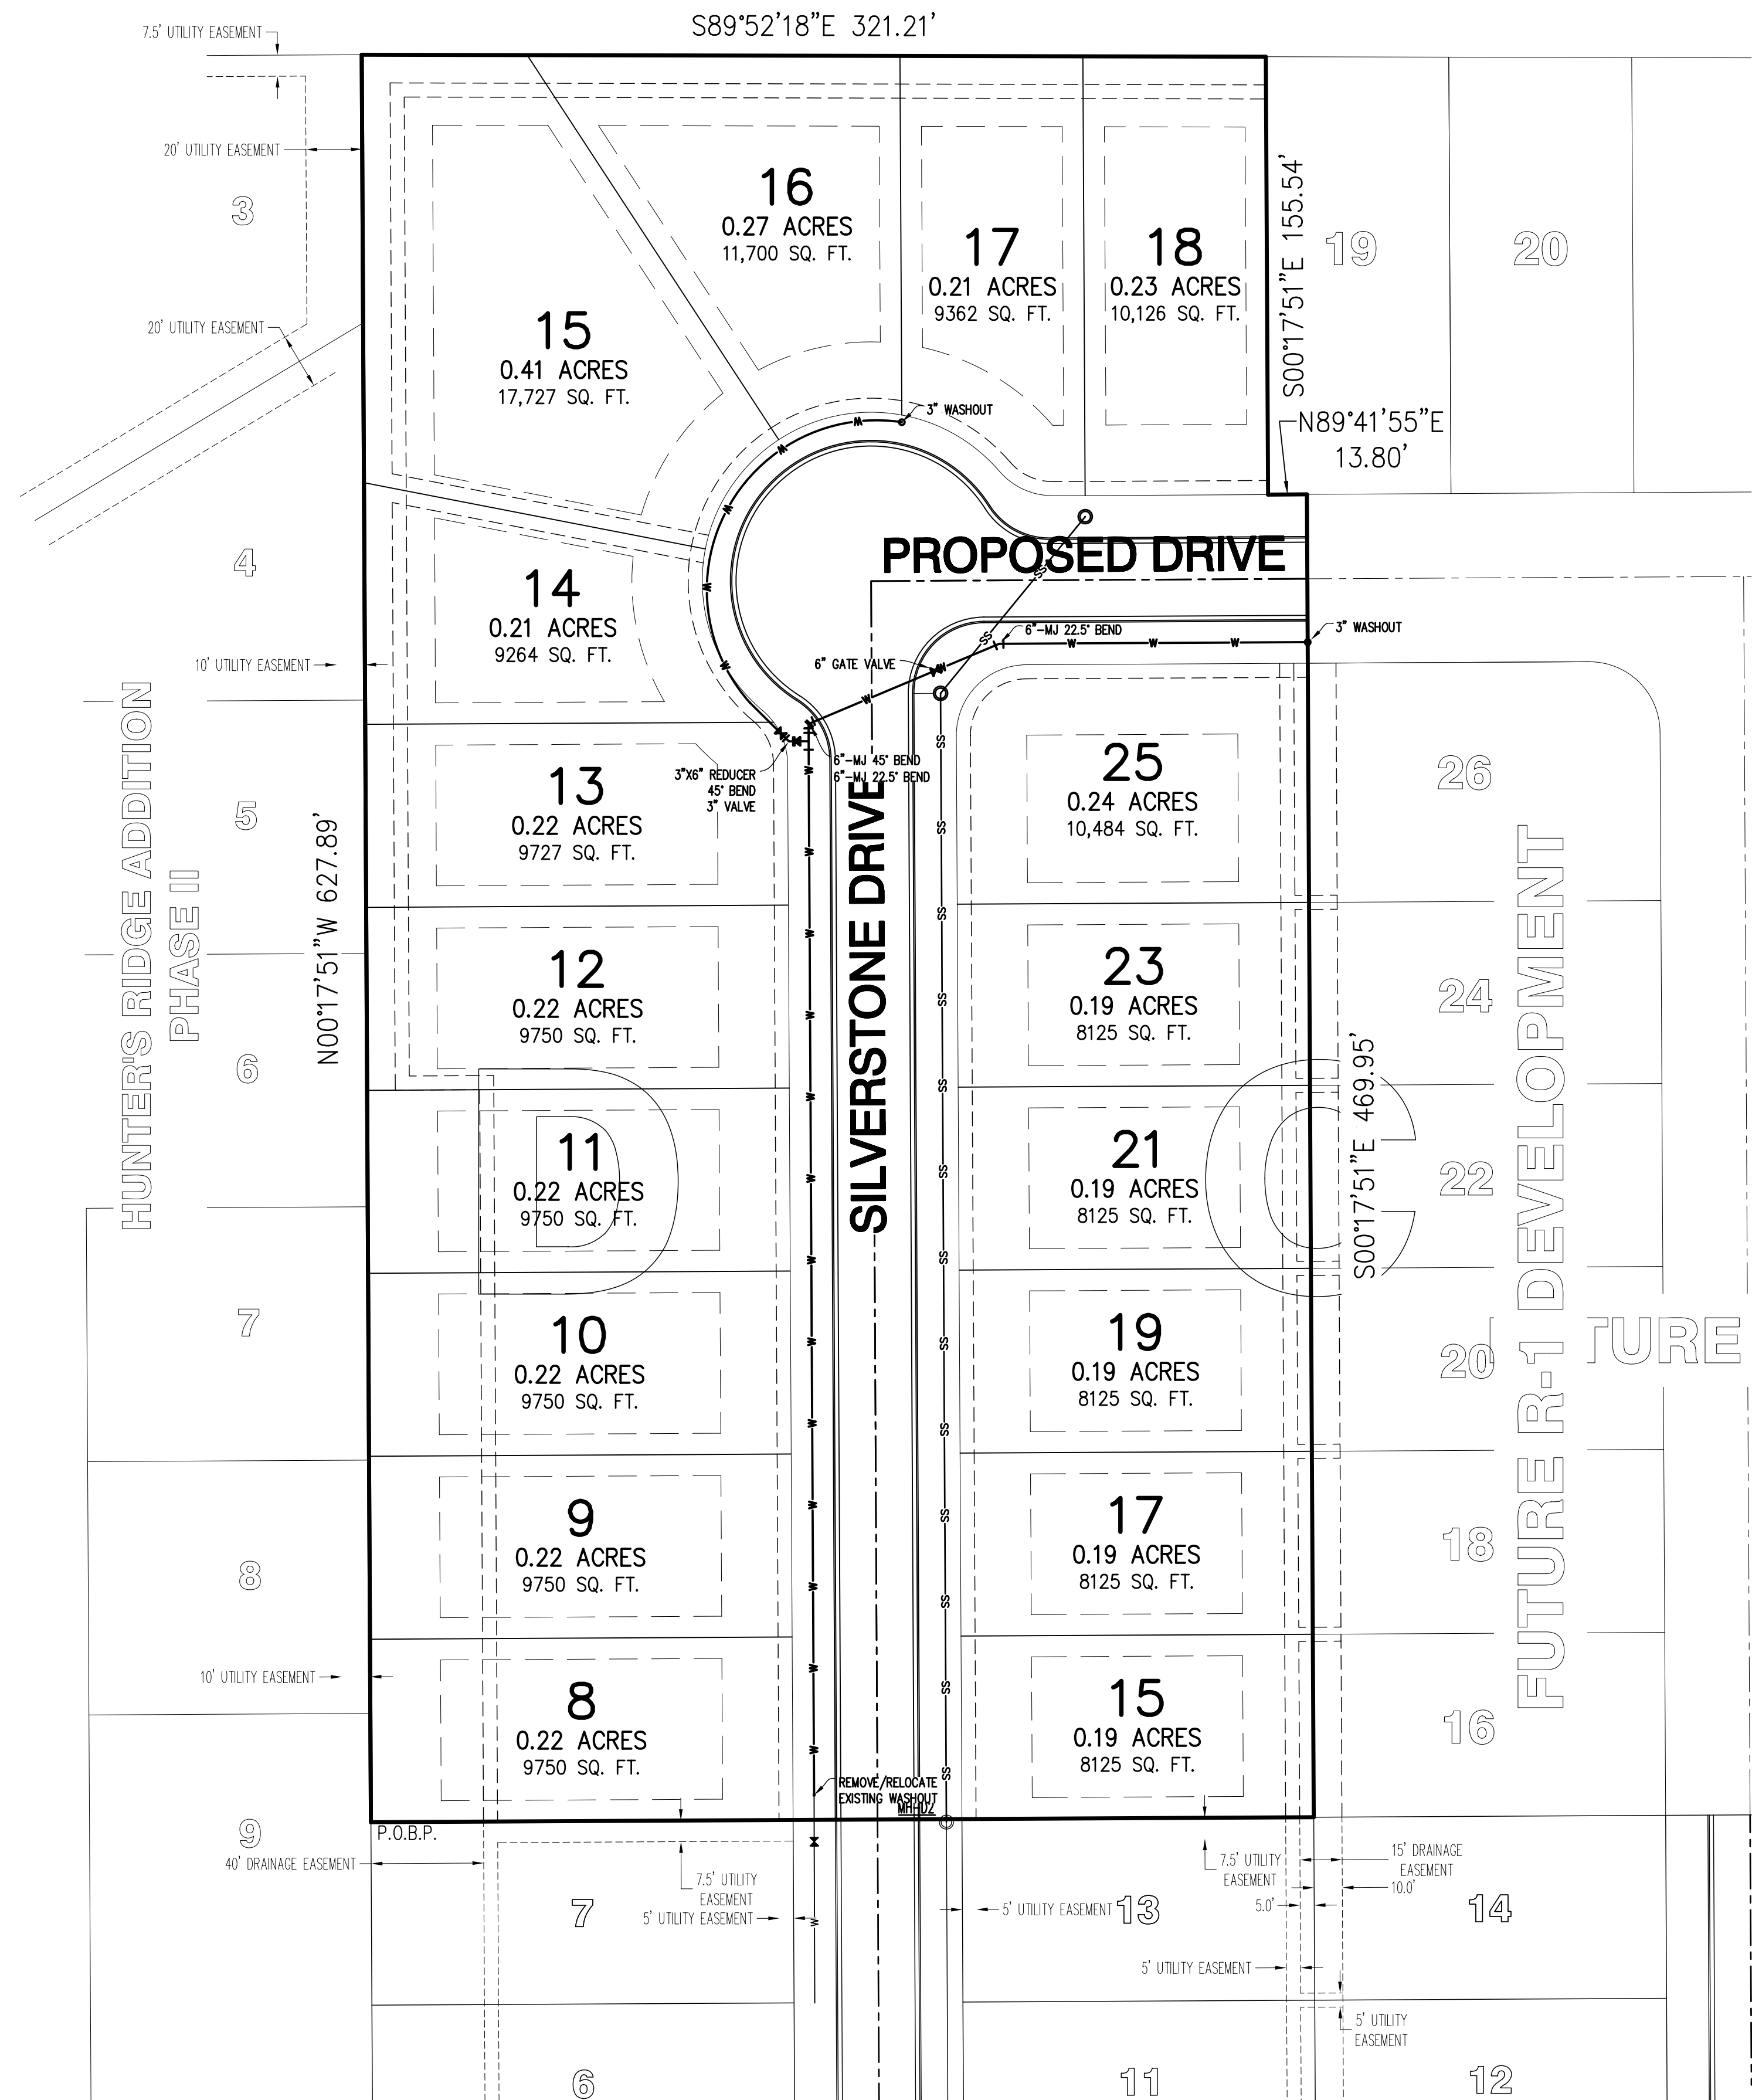 S89°52'18"E 321.21'
7.5' UTILITY EASEMENT
20' UTILITY EASEMENT
3
20' UTILITY EASEMENT
4
10' UTILITY EASEMENT
HUNTER'S RIDGE ADDITION
PHASE II
5
6
7
8
10' UTILITY EASEMENT
9
N00°17'51"W 627.89'
16
0.27 ACRES
11,700 SQ. FT.
17
0.21 ACRES
9362 SQ. FT.
18
0.23 ACRES
10,126 SQ. FT.
15
0.41 ACRES
17,727 SQ. FT.
S00°17'51"E 155.54'
19
20
N89°41'55"E
13.80'
3" WASHOUT
PROPOSED DRIVE
14
0.21 ACRES
9264 SQ. FT.
6"-MJ 22.5° BEND
3" WASHOUT
6" GATE VALVE
6"-MJ 45° BEND
6"-MJ 22.5° BEND
3"X6" REDUCER
45° BEND
3" VALVE
13
0.22 ACRES
9727 SQ. FT.
25
0.24 ACRES
10,484 SQ. FT.
26
SILVERSTONE DRIVE
12
0.22 ACRES
9750 SQ. FT.
23
0.19 ACRES
8125 SQ. FT.
24
S00°17'51"E 469.95'
FUTURE R-1 DEVELOPMENT
D
11
0.22 ACRES
9750 SQ. FT.
21
0.19 ACRES
8125 SQ. FT.
C
22
10
0.22 ACRES
9750 SQ. FT.
19
0.19 ACRES
8125 SQ. FT.
20
TURE
9
0.22 ACRES
9750 SQ. FT.
17
0.19 ACRES
8125 SQ. FT.
18
8
0.22 ACRES
9750 SQ. FT.
15
0.19 ACRES
8125 SQ. FT.
16
REMOVE/RELOCATE
EXISTING WASHOUT
P.O.B.P.
40' DRAINAGE EASEMENT
7
7.5' UTILITY
EASEMENT
5' UTILITY EASEMENT
5' UTILITY EASEMENT
13
7.5' UTILITY
EASEMENT
15' DRAINAGE
EASEMENT
10.0'
5.0'
14
5' UTILITY EASEMENT
5' UTILITY
EASEMENT
6
11
12
W
SS